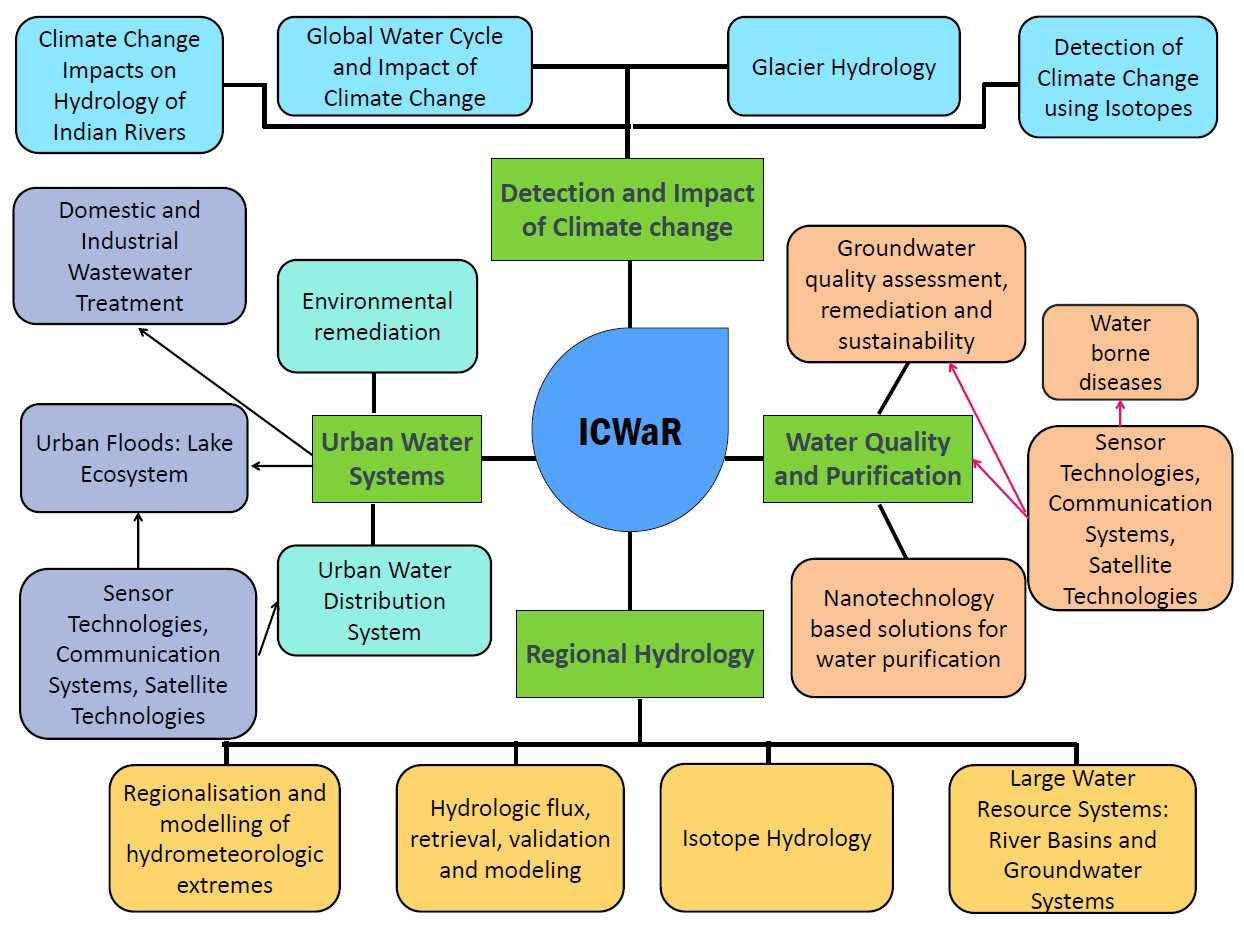 Climate Change
Impacts on
Hydrology of
Indian Rivers
Global Water Cycle
and Impact of
Climate Change
Glacier Hydrology
Detection of
Climate Change
using Isotopes
Detection and Impact
of Climate change
Domestic and
Industrial
Wastewater
Treatment
Environmental
remediation
Groundwater
quality assessment,
remediation and
sustainability
Water
borne
diseases
Urban Floods: Lake
Ecosystem
Urban Water
Systems
ICWaR
Water Quality
and Purification
Sensor
Technologies,
Communication
Systems,
Satellite
Technologies
Sensor
Technologies,
Communication
Systems, Satellite
Technologies
Urban Water
Distribution
System
Regional Hydrology
Nanotechnology
based solutions for
water purification
Regionalisation and
modelling of
hydrometeorologic
extremes
Hydrologic flux,
retrieval, validation
and modeling
Isotope Hydrology
Large Water
Resource Systems:
River Basins and
Groundwater
Systems